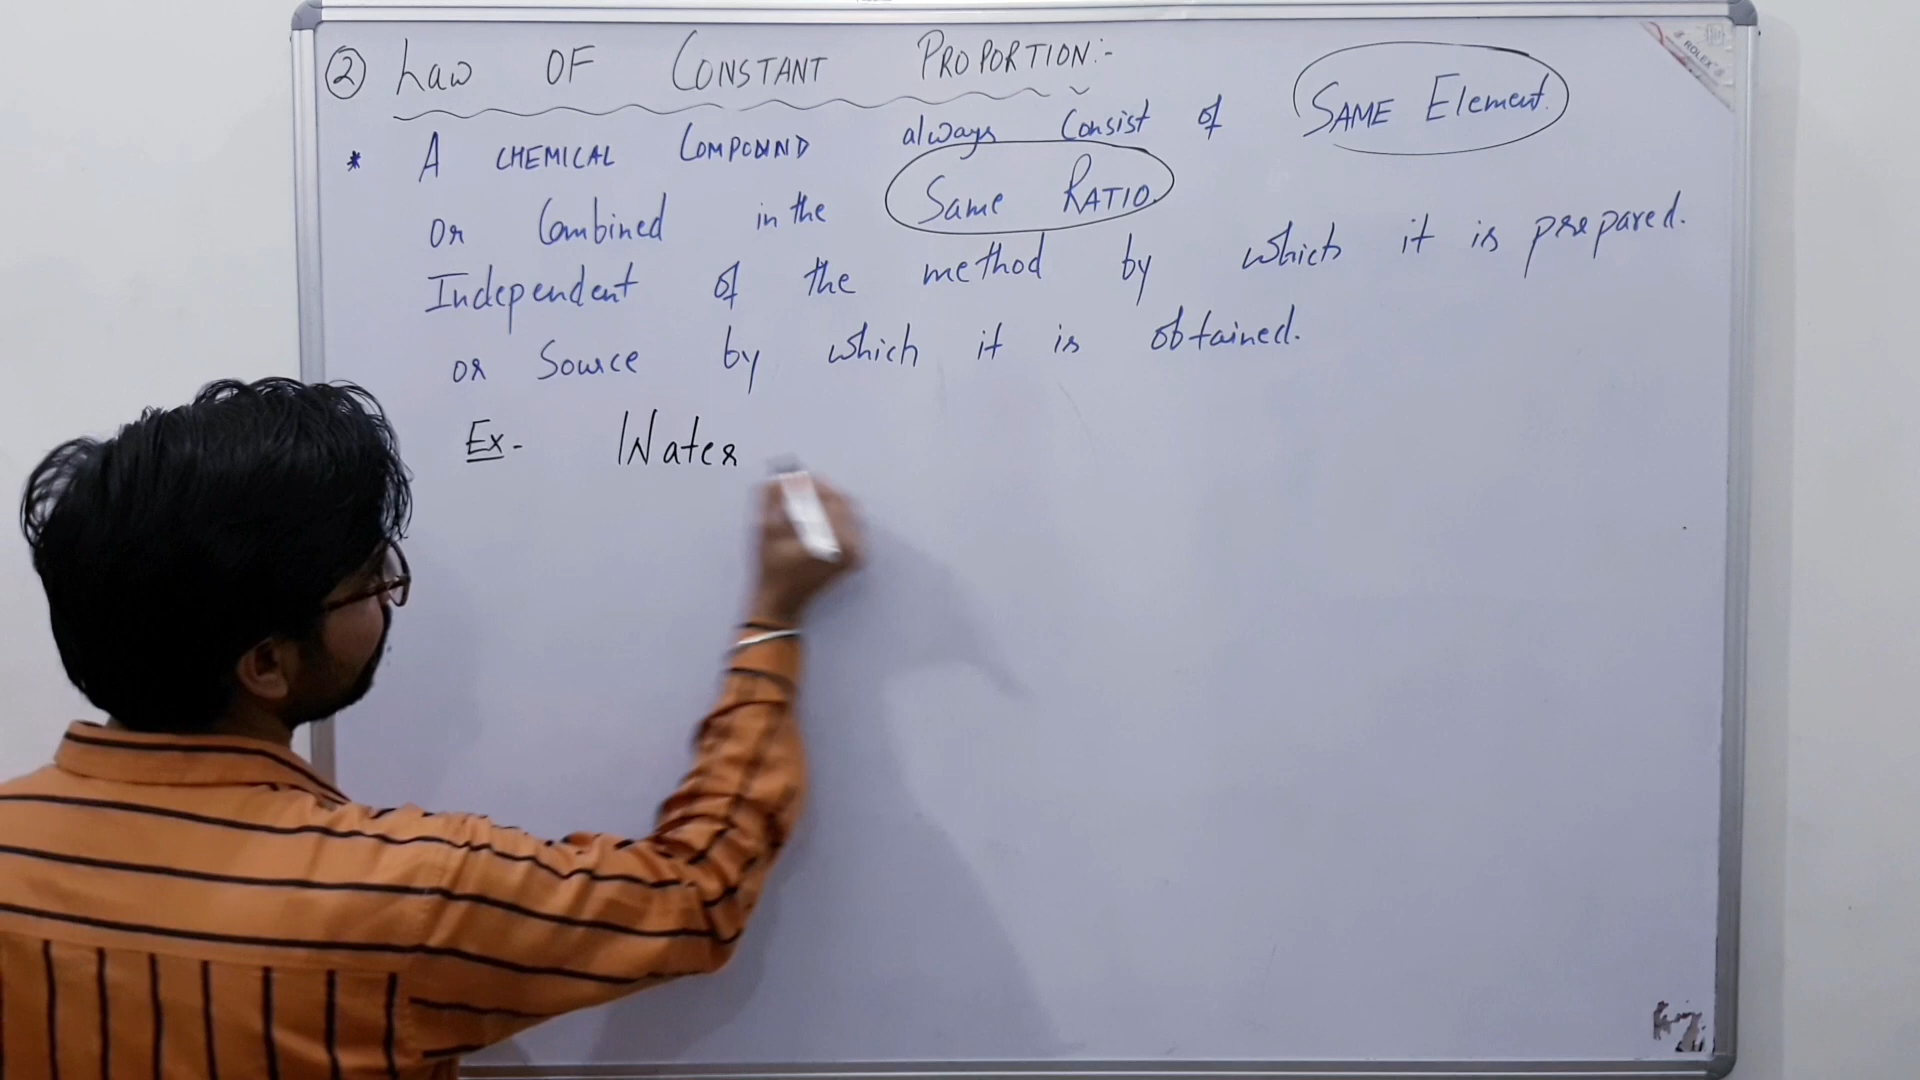 ② Law OF CONSTANT PROPORTION:-
* A CHEMICAL COMPOUND always Consist of SAME Element.
or Combined in the Same RATIO.
Independent of the method by which it is prepared.
or Source by which it is obtained.
Ex- Water
ROLEX